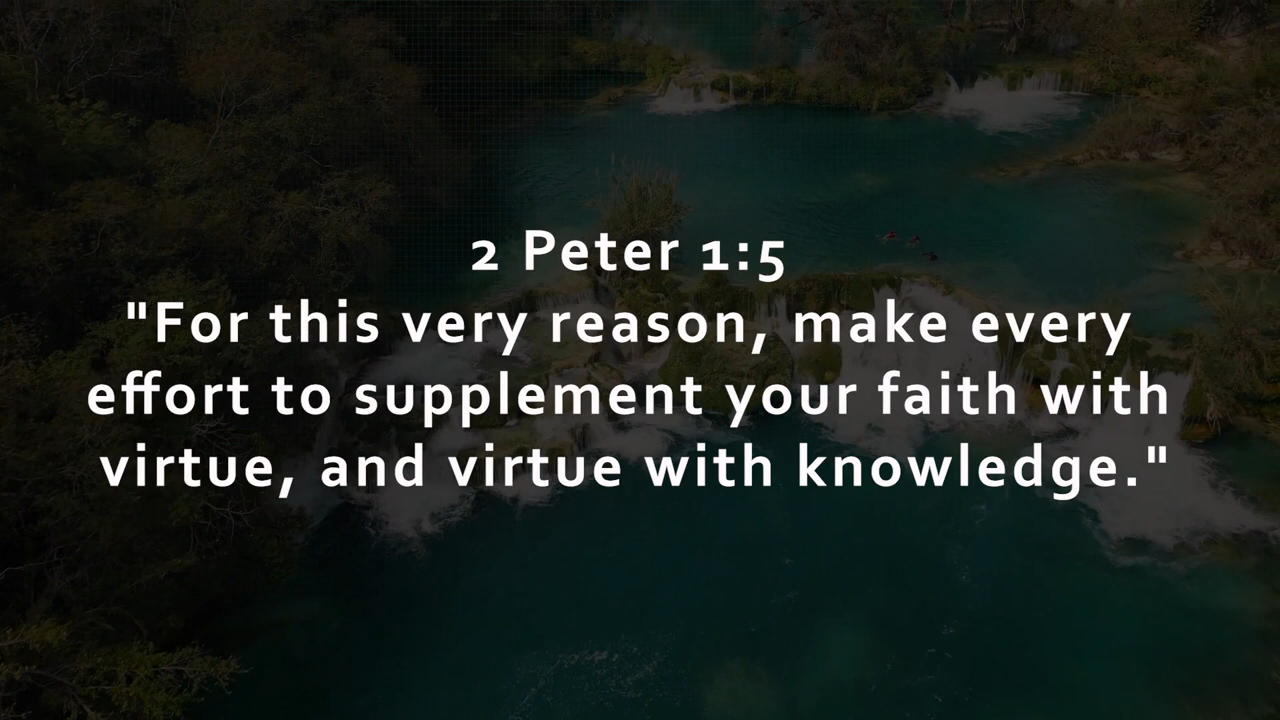 2 Peter 1:5
"For this very reason, make every
effort to supplement your faith with
virtue, and virtue with knowledge."